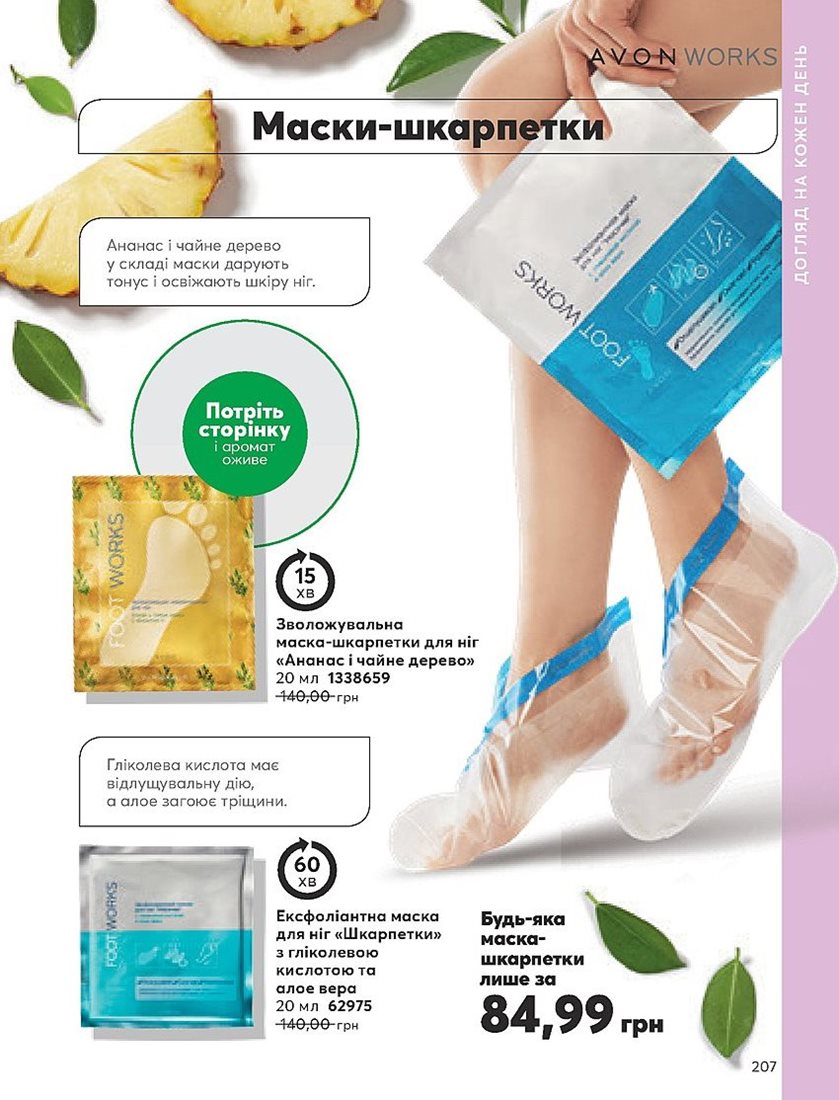 AVON WORKS
ДОГЛЯД НА КОЖЕН ДЕНЬ
Маски-шкарпетки
Ананас і чайне дерево
у складі маски дарують
тонус і освіжають шкіру ніг.
FOOT WORKS
Потріть
сторінку
і аромат
оживе
FOOT WORKS
15
ХВ
Зволожувальна
маска-шкарпетки для ніг
«Ананас і чайне дерево»
20 мл 1338659
140,00 грн
Гліколева кислота має
відлущувальну дію,
а алое загоює тріщини.
FOOT WORKS
60
ХВ
Ексфоліантна маска
для ніг «Шкарпетки»
з гліколевою
кислотою та
алое вера
20 мл 62975
140,00 грн
Будь-яка
маска-
шкарпетки
лише за
84,99 грн
207